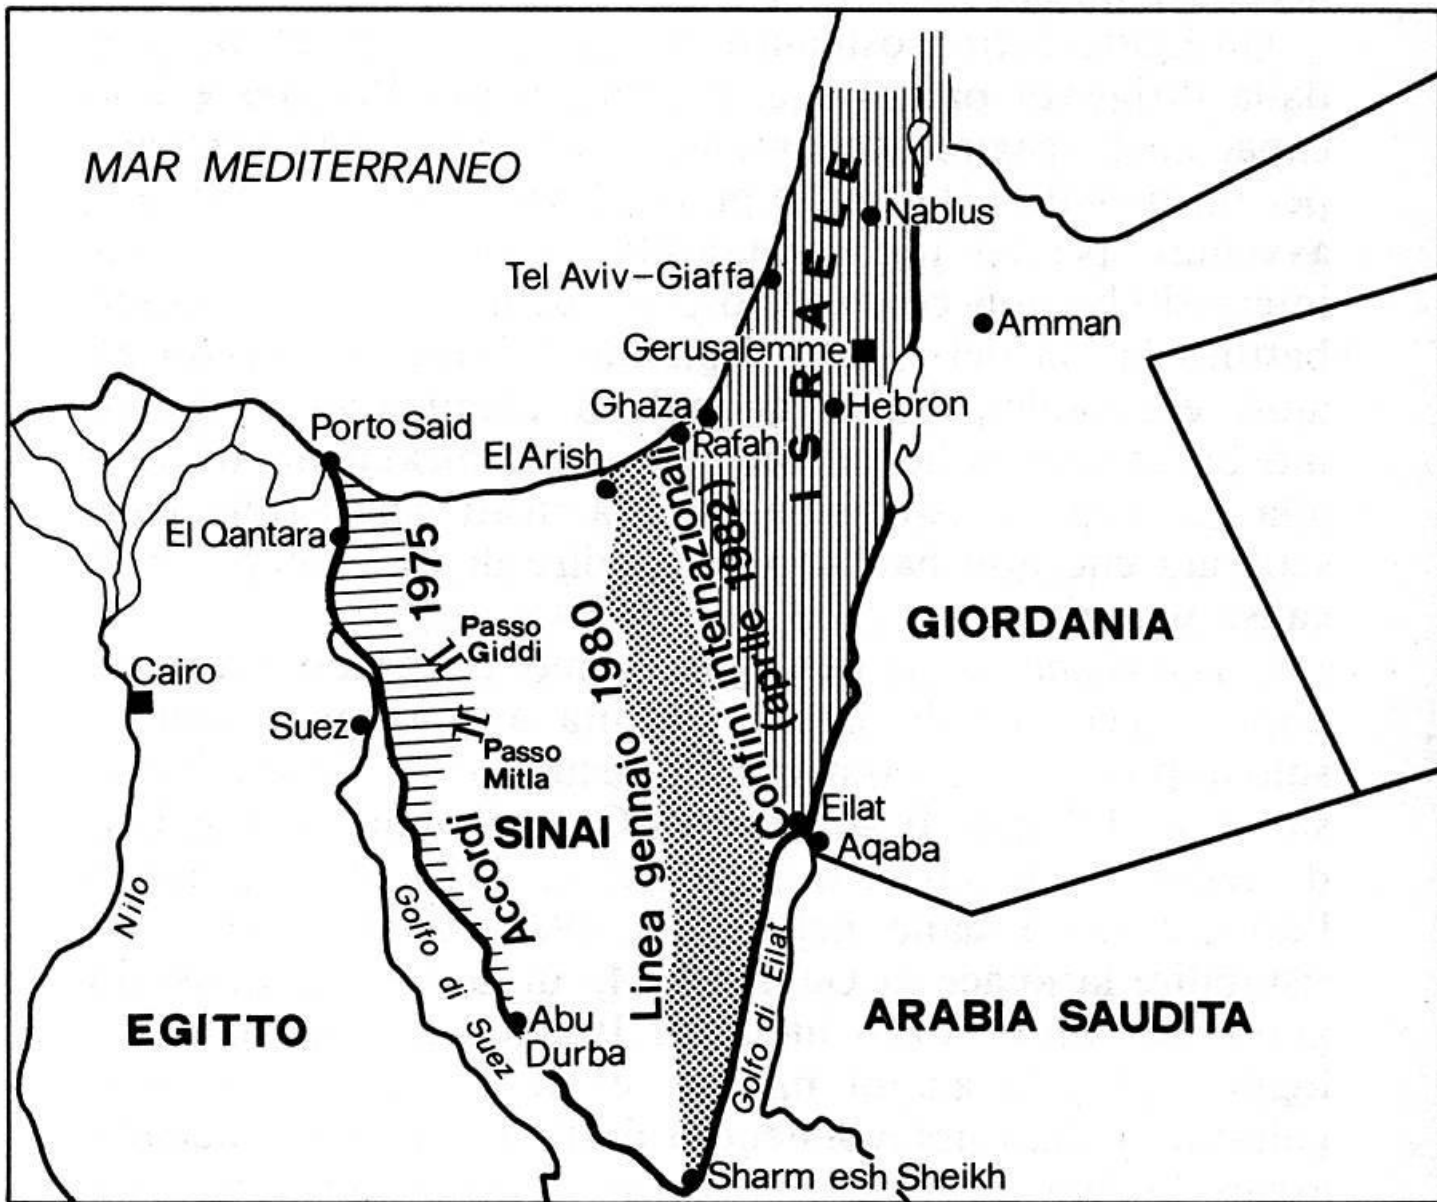 MAR MEDITERRANEO
ISRAELE
Nablus
Tel Aviv–Giaffa
Amman
Gerusalemme
Ghaza
Hebron
Porto Said
Rafah
El Arish
El Qantara
Accordi 1975
Passo
Giddi
Cairo
Suez
Passo
Mitla
SINAI
Linea gennaio 1980
Confini internazionali
(aprile 1982)
GIORDANIA
Eilat
Aqaba
Nilo
Golfo di Suez
Golfo di Eilat
EGITTO
Abu
Durba
ARABIA SAUDITA
Sharm esh Sheikh